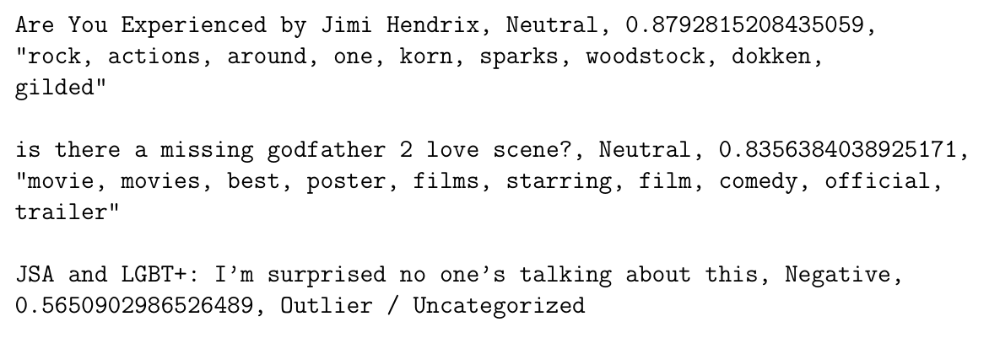 Are You Experienced by Jimi Hendrix, Neutral, 0.8792815208435059,
"rock, actions, around, one, korn, sparks, woodstock, dokken,
gilded"
is there a missing godfather 2 love scene?, Neutral, 0.8356384038925171,
"movie, movies, best, poster, films, starring, film, comedy, official,
trailer"
JSA and LGBT+: I’m surprised no one’s talking about this, Negative,
0.5650902986526489, Outlier / Uncategorized